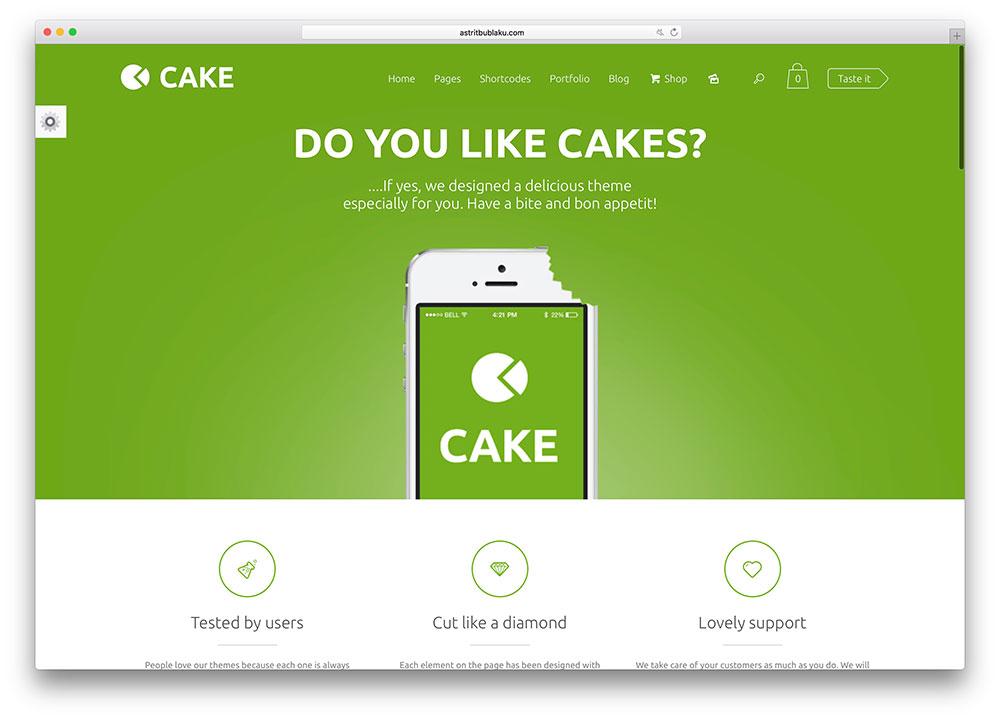 astritbublaku.com
CAKE
Home Pages Shortcodes Portfolio Blog Shop 0 Taste it
DO YOU LIKE CAKES?
....If yes, we designed a delicious theme
especially for you. Have a bite and bon appetit!
BELL 4:21 PM 22%
CAKE
Tested by users
Cut like a diamond
Lovely support
People love our themes because each one is always
Each element on the page has been designed with
We take care of your customers as much as you do. We will